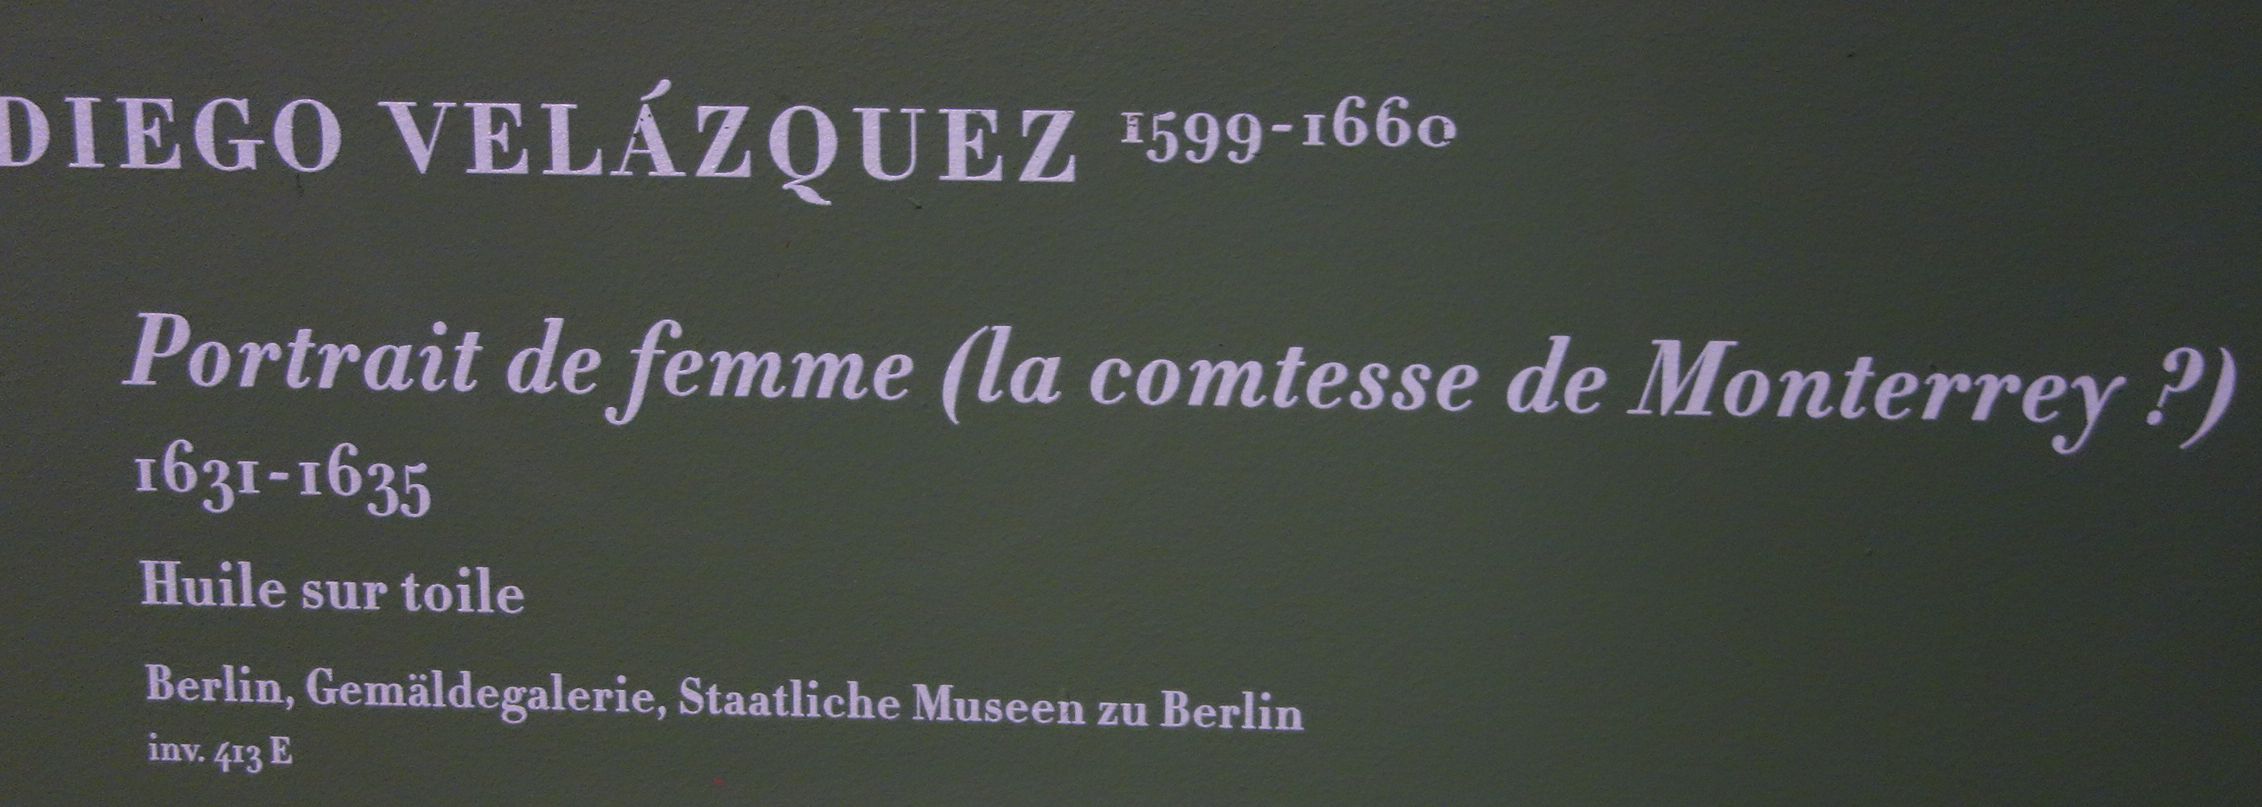 DIEGO VELÁZQUEZ 1599-1660
Portrait de femme (la comtesse de Monterrey ?)
1631-1635
Huile sur toile
Berlin, Gemäldegalerie, Staatliche Museen zu Berlin
inv. 413 E